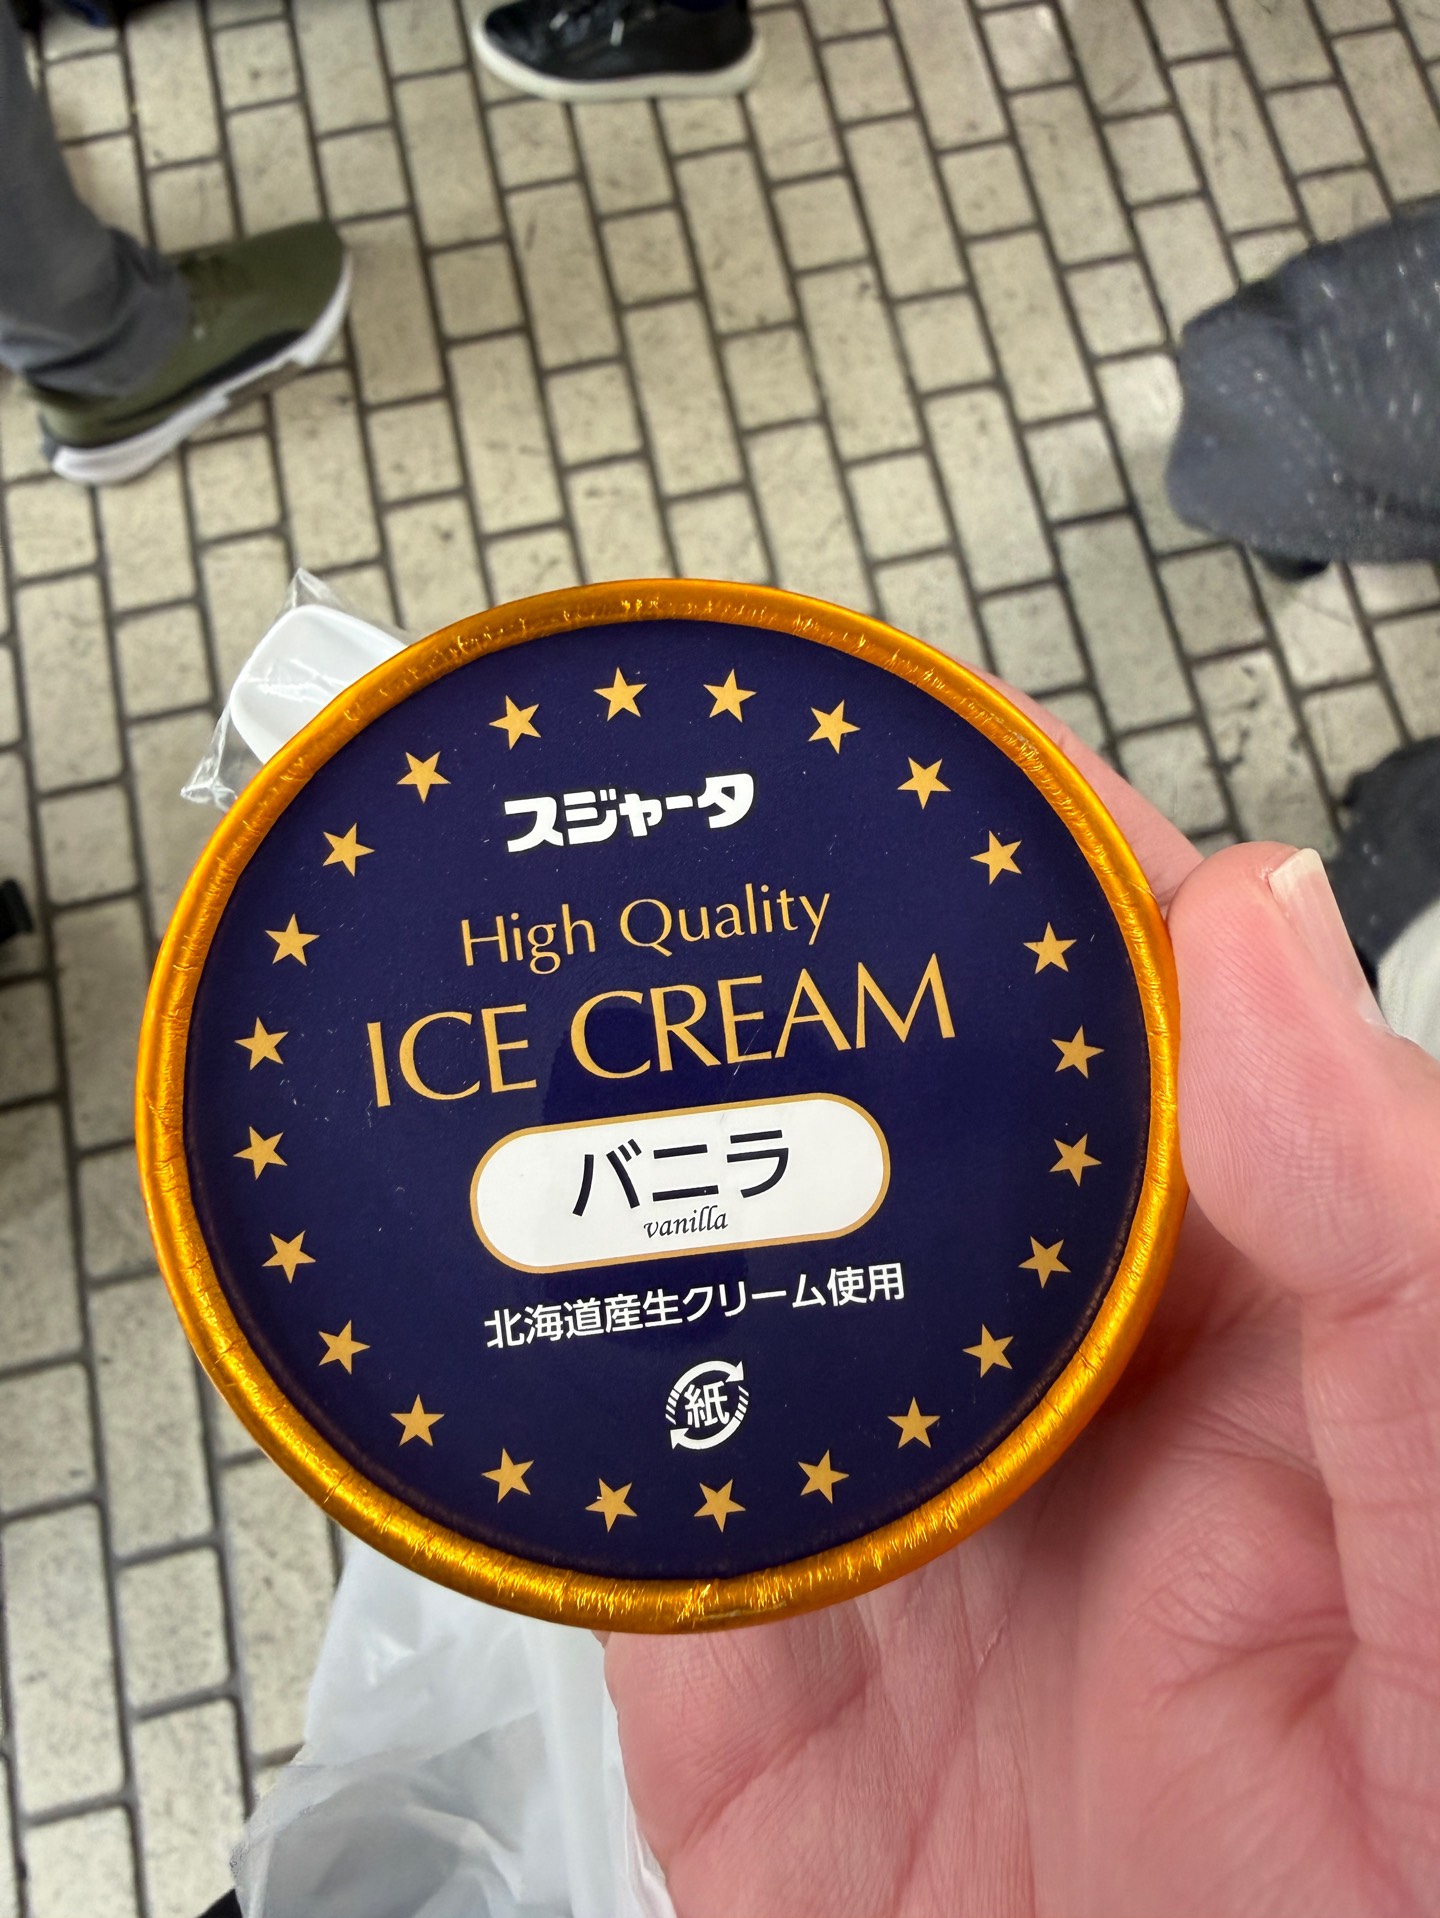 スジャータ
High Quality
ICE CREAM
バニラ
vanilla
北海道産生クリーム使用
紙